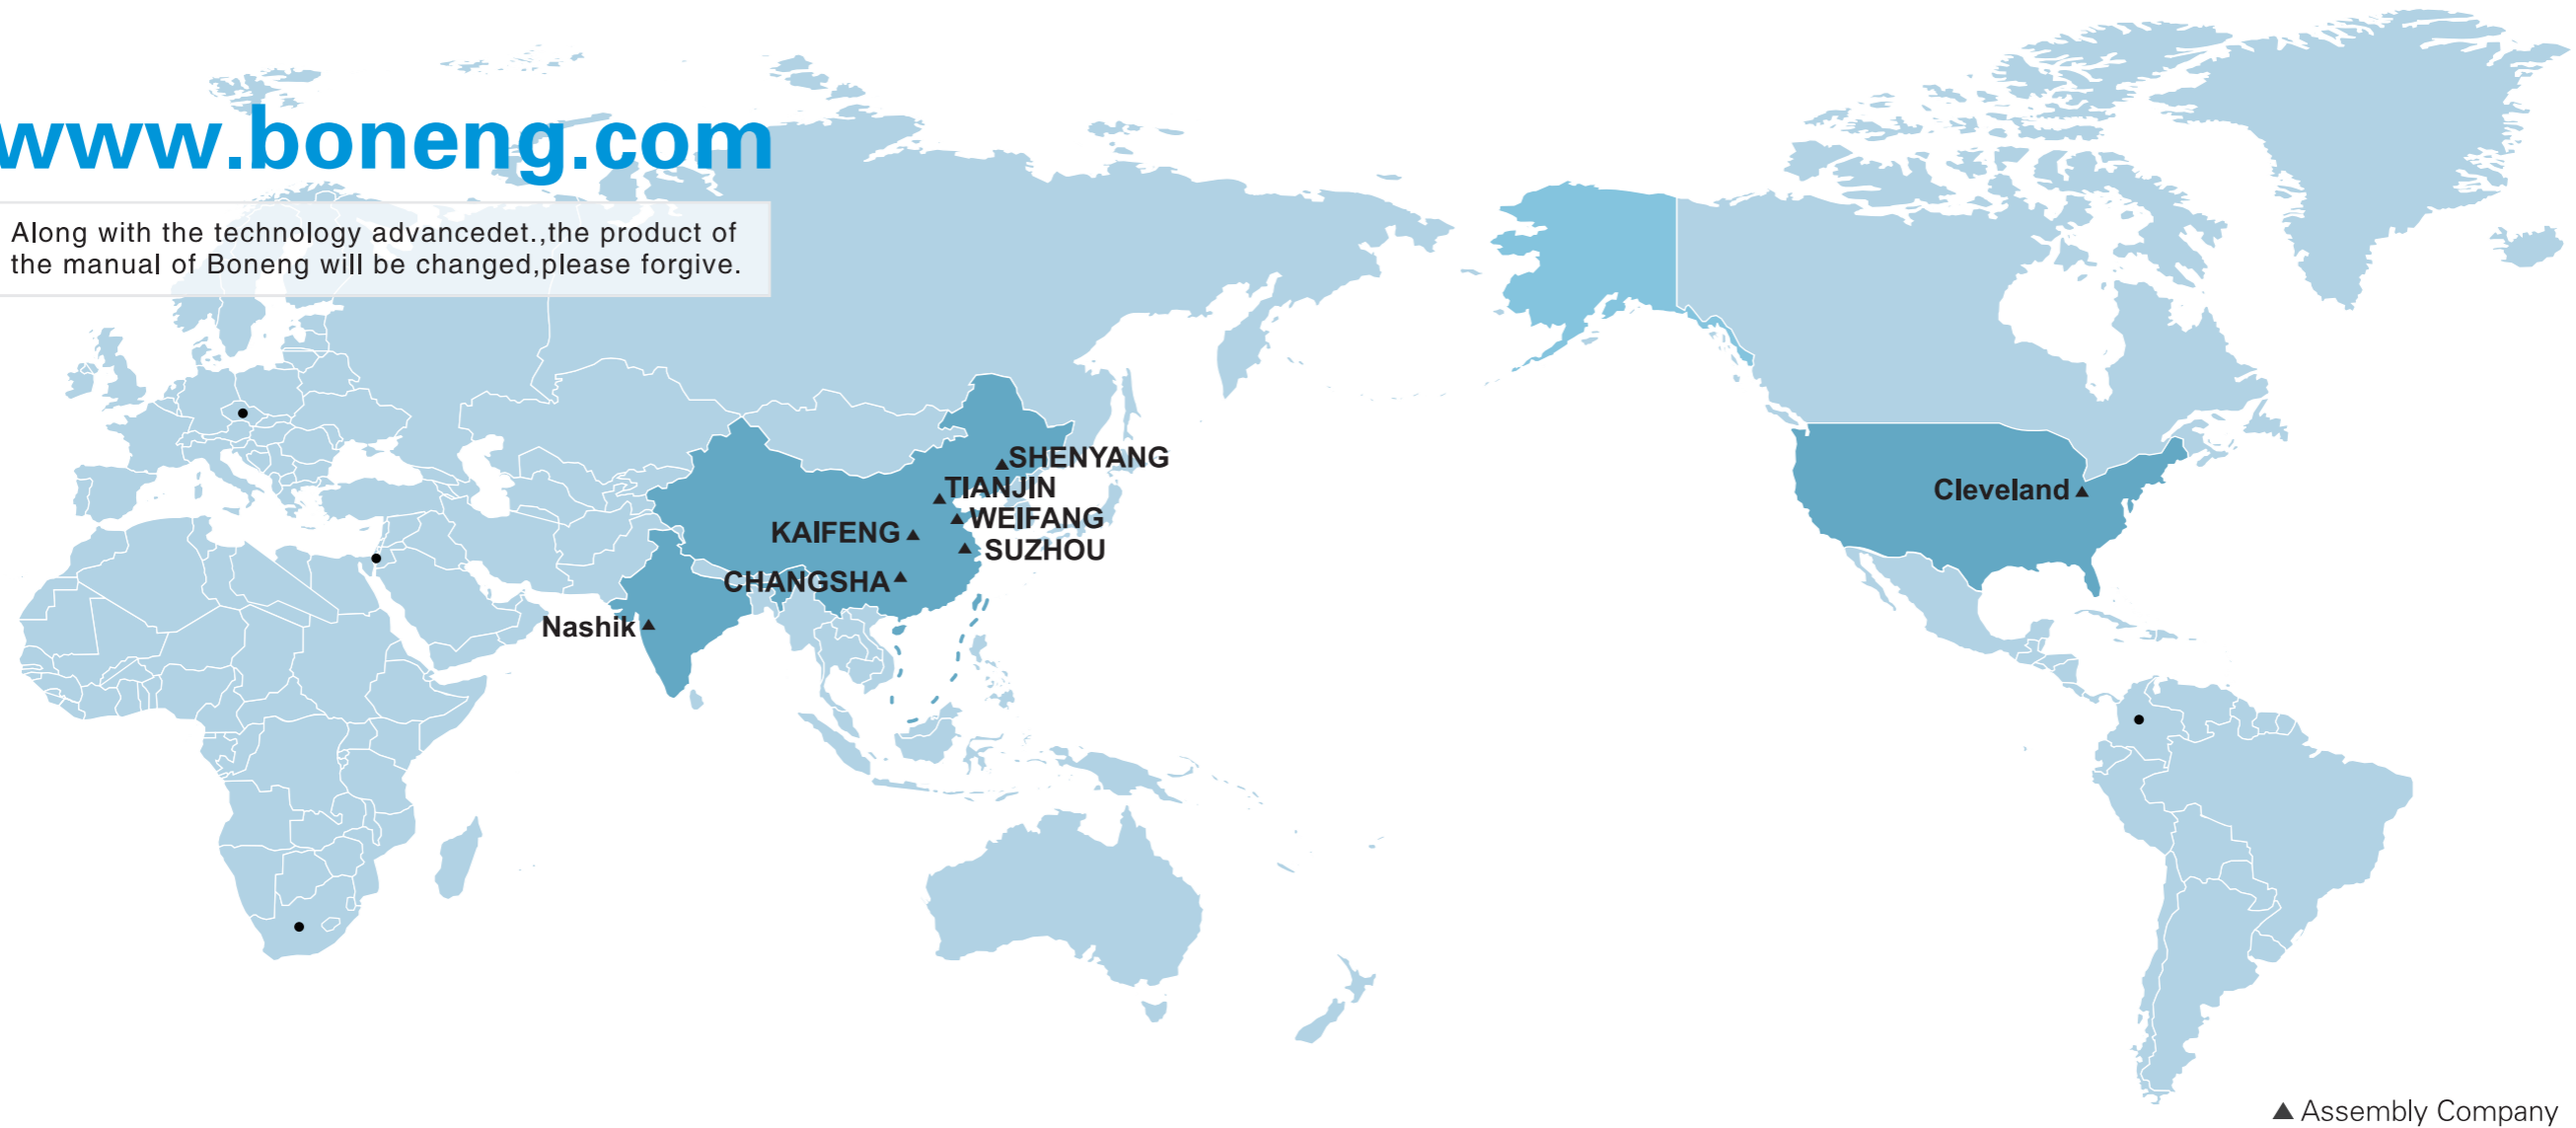 www.boneng.com
Along with the technology advancedet.,the product of
the manual of Boneng will be changed,please forgive.
SHENYANG
TIANJIN
WEIFANG
KAIFENG
SUZHOU
CHANGSHA
Nashik
Cleveland
▲ Assembly Company